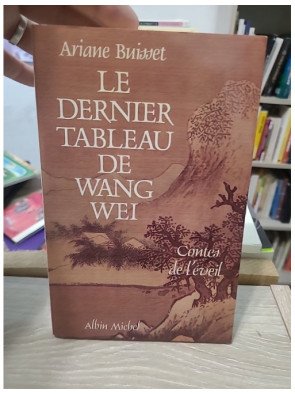 Ariane Buisset
LE
DERNIER
TABLEAU
DE
WANG
WEI
Contes
de l'éveil
Albin Michel